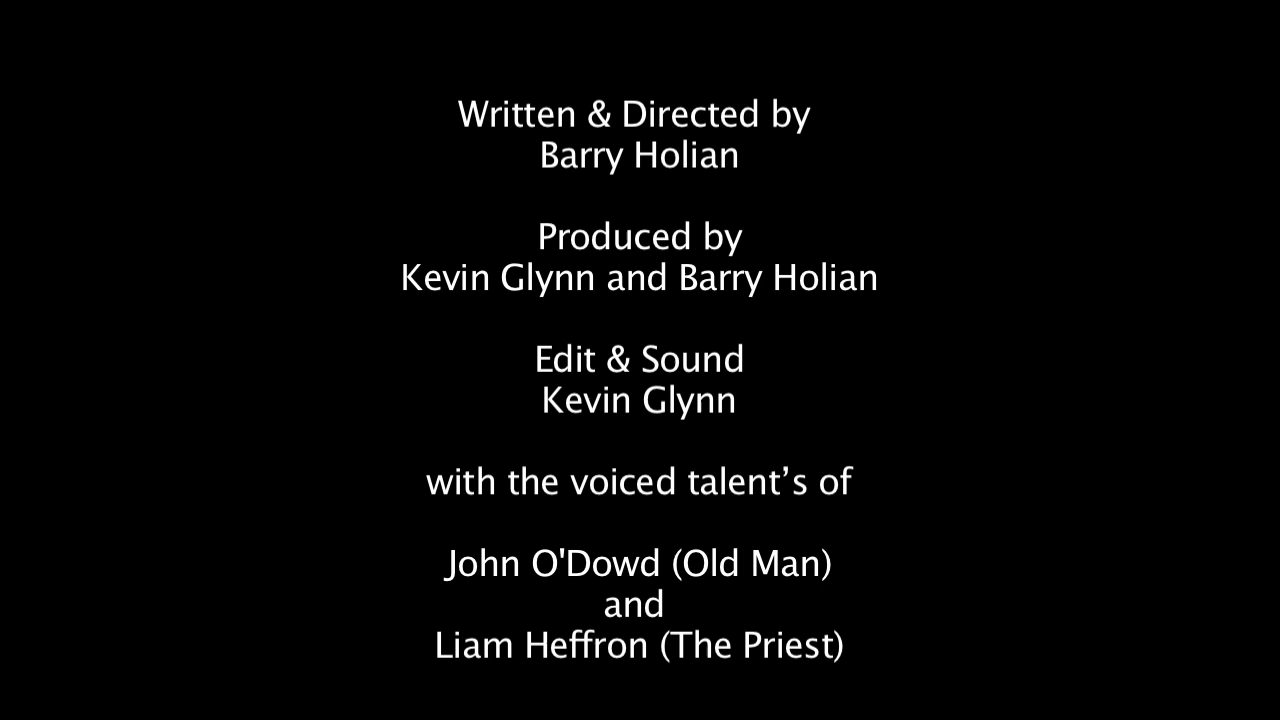 Written & Directed by
Barry Holian
Produced by
Kevin Glynn and Barry Holian
Edit & Sound
Kevin Glynn
with the voiced talent’s of
John O'Dowd (Old Man)
and
Liam Heffron (The Priest)